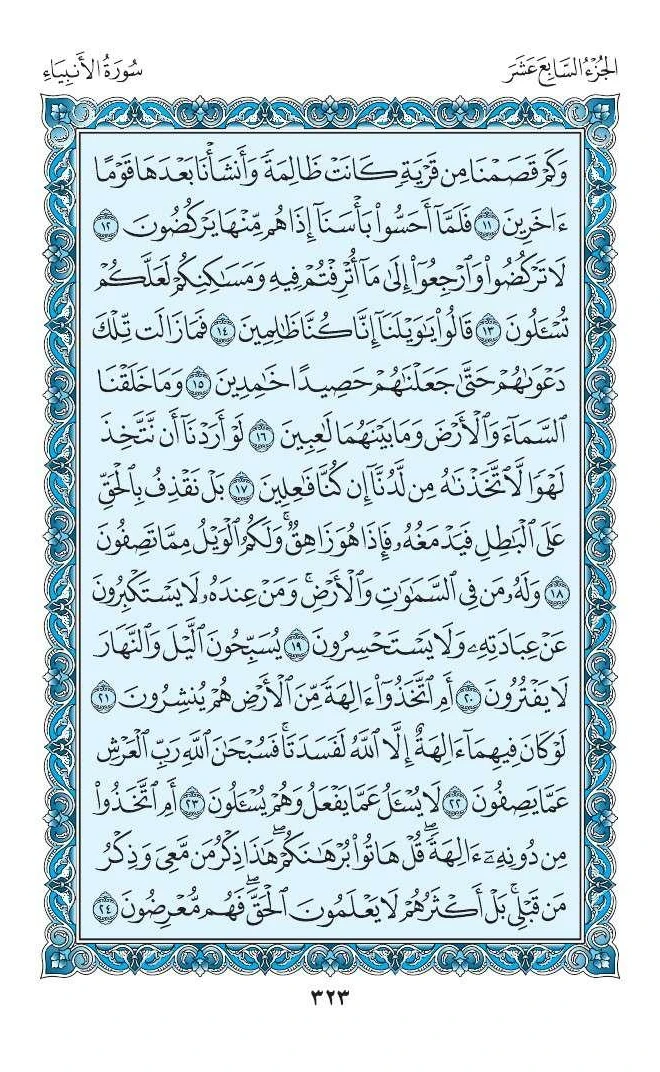 الجُزْءُ السَّابِعَ عَشَرَ
سُورَةُ الأَنبِيَاءِ
وَكَمْ قَصَمْنَا مِن قَرْيَةٍ كَانَتْ ظَالِمَةً وَأَنشَأْنَا بَعْدَهَا قَوْمًا
ءَاخَرِينَ ١١ فَلَمَّآ أَحَسُّوا۟ بَأْسَنَآ إِذَا هُم مِّنْهَا يَرْكُضُونَ ١٢
لَا تَرْكُضُوا۟ وَٱرْجِعُوٓا۟ إِلَىٰ مَآ أُتْرِفْتُمْ فِيهِ وَمَسَٰكِنِكُمْ لَعَلَّكُمْ
تُسْـَٔلُونَ ١٣ قَالُوا۟ يَٰوَيْلَنَآ إِنَّا كُنَّا ظَٰلِمِينَ ١٤ فَمَا زَالَت تِّلْكَ
دَعْوَىٰهُمْ حَتَّىٰ جَعَلْنَٰهُمْ حَصِيدًا خَٰمِدِينَ ١٥ وَمَا خَلَقْنَا
ٱلسَّمَآءَ وَٱلْأَرْضَ وَمَا بَيْنَهُمَا لَٰعِبِينَ ١٦ لَوْ أَرَدْنَآ أَن نَّتَّخِذَ
لَهْوًا لَّٱتَّخَذْنَٰهُ مِن لَّدُنَّآ إِن كُنَّا فَٰعِلِينَ ١٧ بَلْ نَقْذِفُ بِٱلْحَقِّ
عَلَى ٱلْبَٰطِلِ فَيَدْمَغُهُۥ فَإِذَا هُوَ زَاهِقٌ ۚ وَلَكُمُ ٱلْوَيْلُ مِمَّا تَصِفُونَ
١٨ وَلَهُۥ مَن فِى ٱلسَّمَٰوَٰتِ وَٱلْأَرْضِ ۚ وَمَنْ عِندَهُۥ لَا يَسْتَكْبِرُونَ
عَنْ عِبَادَتِهِۦ وَلَا يَسْتَحْسِرُونَ ١٩ يُسَبِّحُونَ ٱلَّيْلَ وَٱلنَّهَارَ
لَا يَفْتُرُونَ ٢٠ أَمِ ٱتَّخَذُوٓا۟ ءَالِهَةً مِّنَ ٱلْأَرْضِ هُمْ يُنشِرُونَ ٢١
لَوْ كَانَ فِيهِمَآ ءَالِهَةٌ إِلَّا ٱللَّهُ لَفَسَدَتَا ۚ فَسُبْحَٰنَ ٱللَّهِ رَبِّ ٱلْعَرْشِ
عَمَّا يَصِفُونَ ٢٢ لَا يُسْـَٔلُ عَمَّا يَفْعَلُ وَهُمْ يُسْـَٔلُونَ ٢٣ أَمِ ٱتَّخَذُوا۟
مِن دُونِهِۦٓ ءَالِهَةً ۖ قُلْ هَاتُوا۟ بُرْهَٰنَكُمْ ۖ هَٰذَا ذِكْرُ مَن مَّعِىَ وَذِكْرُ
مَن قَبْلِى ۗ بَلْ أَكْثَرُهُمْ لَا يَعْلَمُونَ ٱلْحَقَّ ۖ فَهُم مُّعْرِضُونَ ٢٤
٣٢٣